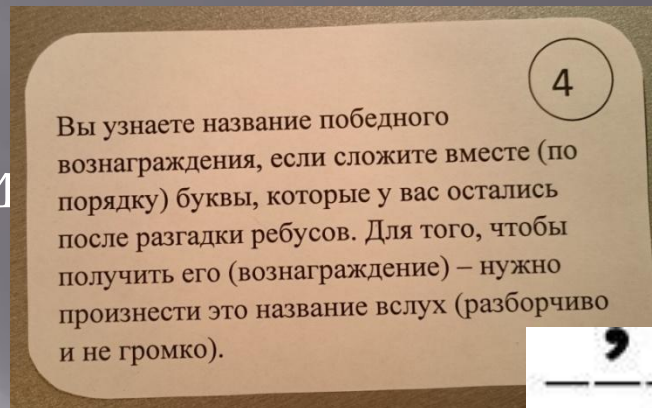 4
Вы узнаете название победного
вознаграждения, если сложите вместе (по
порядку) буквы, которые у вас остались
после разгадки ребусов. Для того, чтобы
получить его (вознаграждение) – нужно
произнести это название вслух (разборчиво
и не громко).